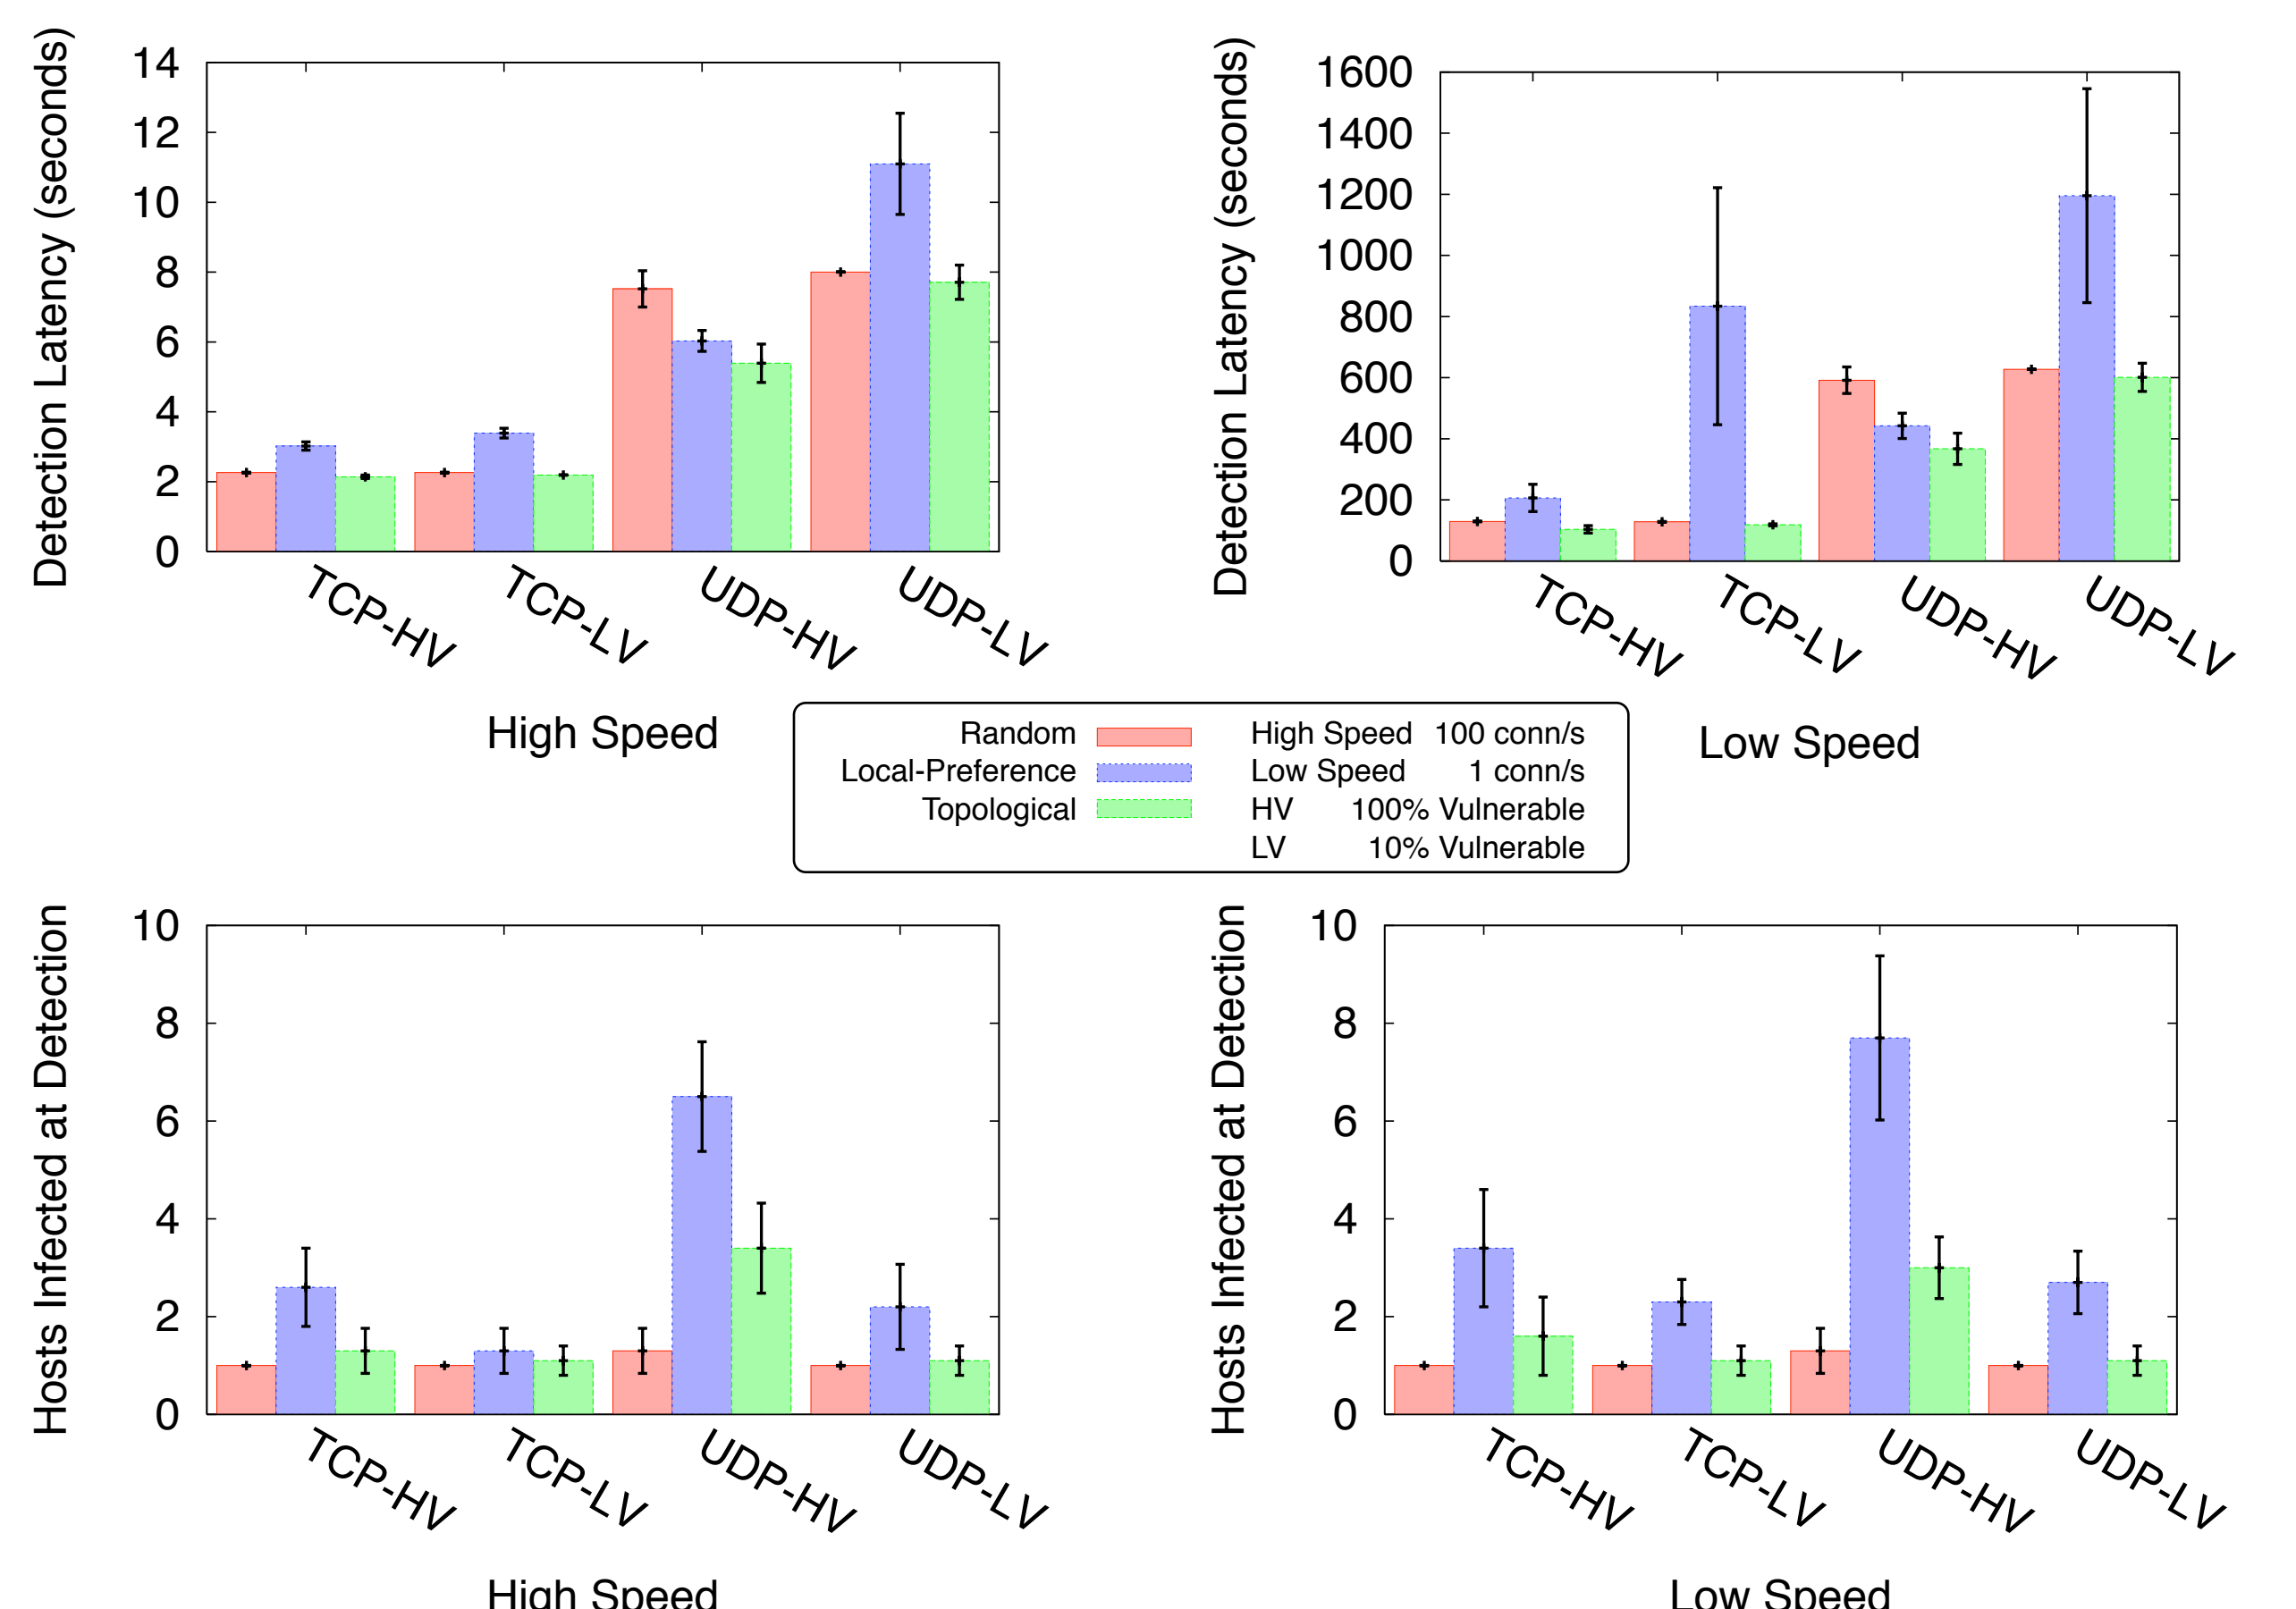 Detection Latency (seconds)
14
12
10
8
6
4
2
0
TCP-HV
TCP-LV
UDP-HV
UDP-LV
High Speed
Detection Latency (seconds)
1600
1400
1200
1000
800
600
400
200
0
TCP-HV
TCP-LV
UDP-HV
UDP-LV
Low Speed
Random
Local-Preference
Topological
High Speed 100 conn/s
Low Speed 1 conn/s
HV 100% Vulnerable
LV 10% Vulnerable
Hosts Infected at Detection
10
8
6
4
2
0
TCP-HV
TCP-LV
UDP-HV
UDP-LV
High Speed
Hosts Infected at Detection
10
8
6
4
2
0
TCP-HV
TCP-LV
UDP-HV
UDP-LV
Low Speed